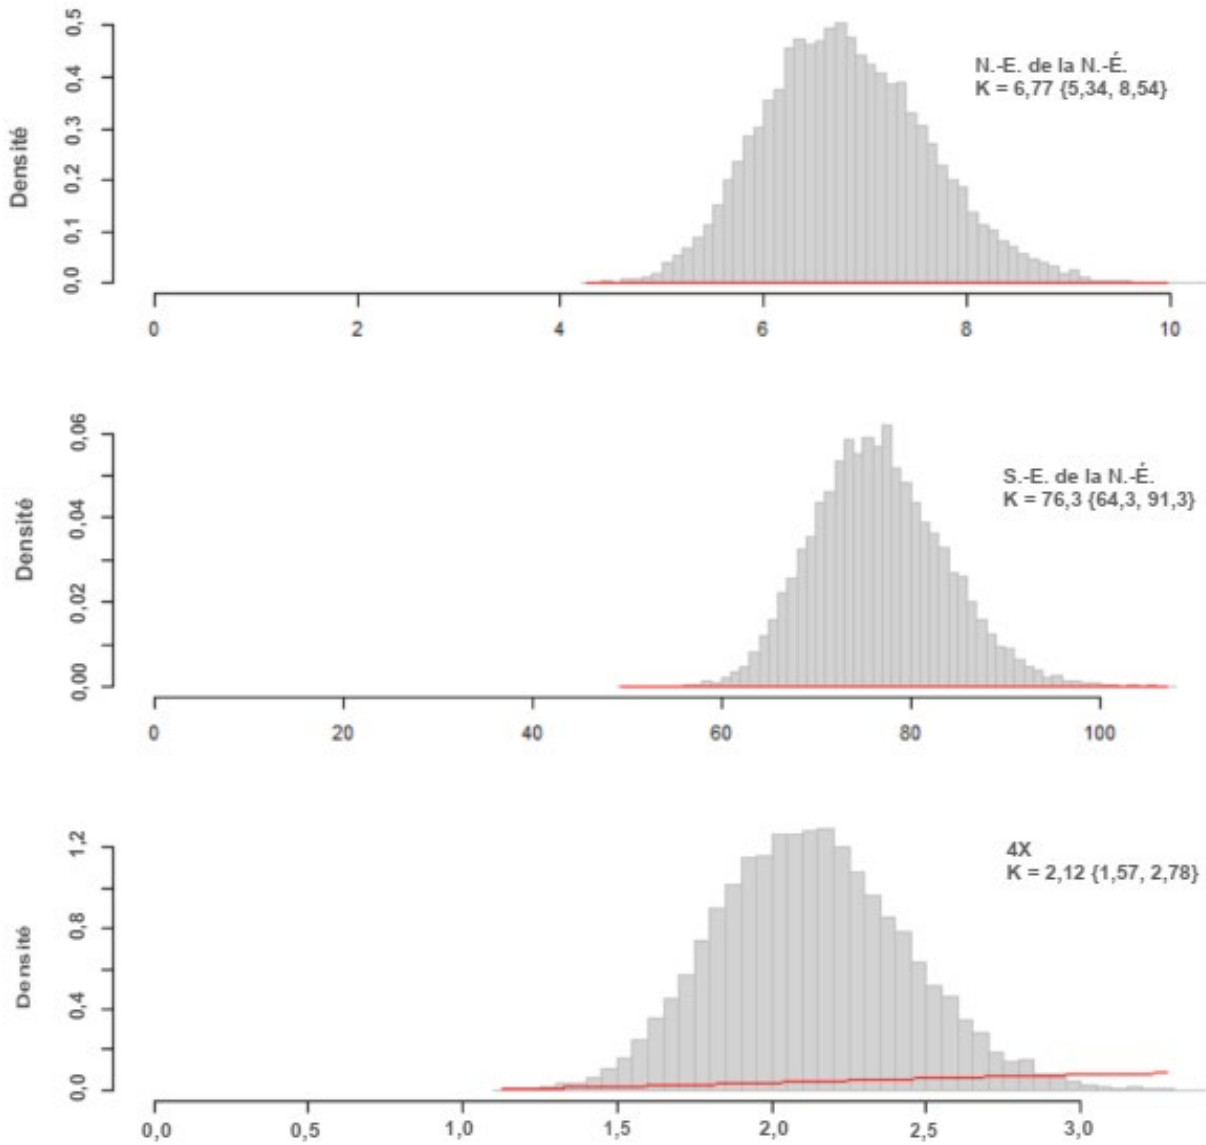 0,5
0,4
0,3
0,2
0,1
0,0
Densité
N.-E. de la N.-É.
K = 6,77 {5,34, 8,54}
0 2 4 6 8 10
0,06
0,04
0,02
0,00
Densité
S.-E. de la N.-É.
K = 76,3 {64,3, 91,3}
0 20 40 60 80 100
1,2
0,8
0,4
0,0
Densité
4X
K = 2,12 {1,57, 2,78}
0,0 0,5 1,0 1,5 2,0 2,5 3,0